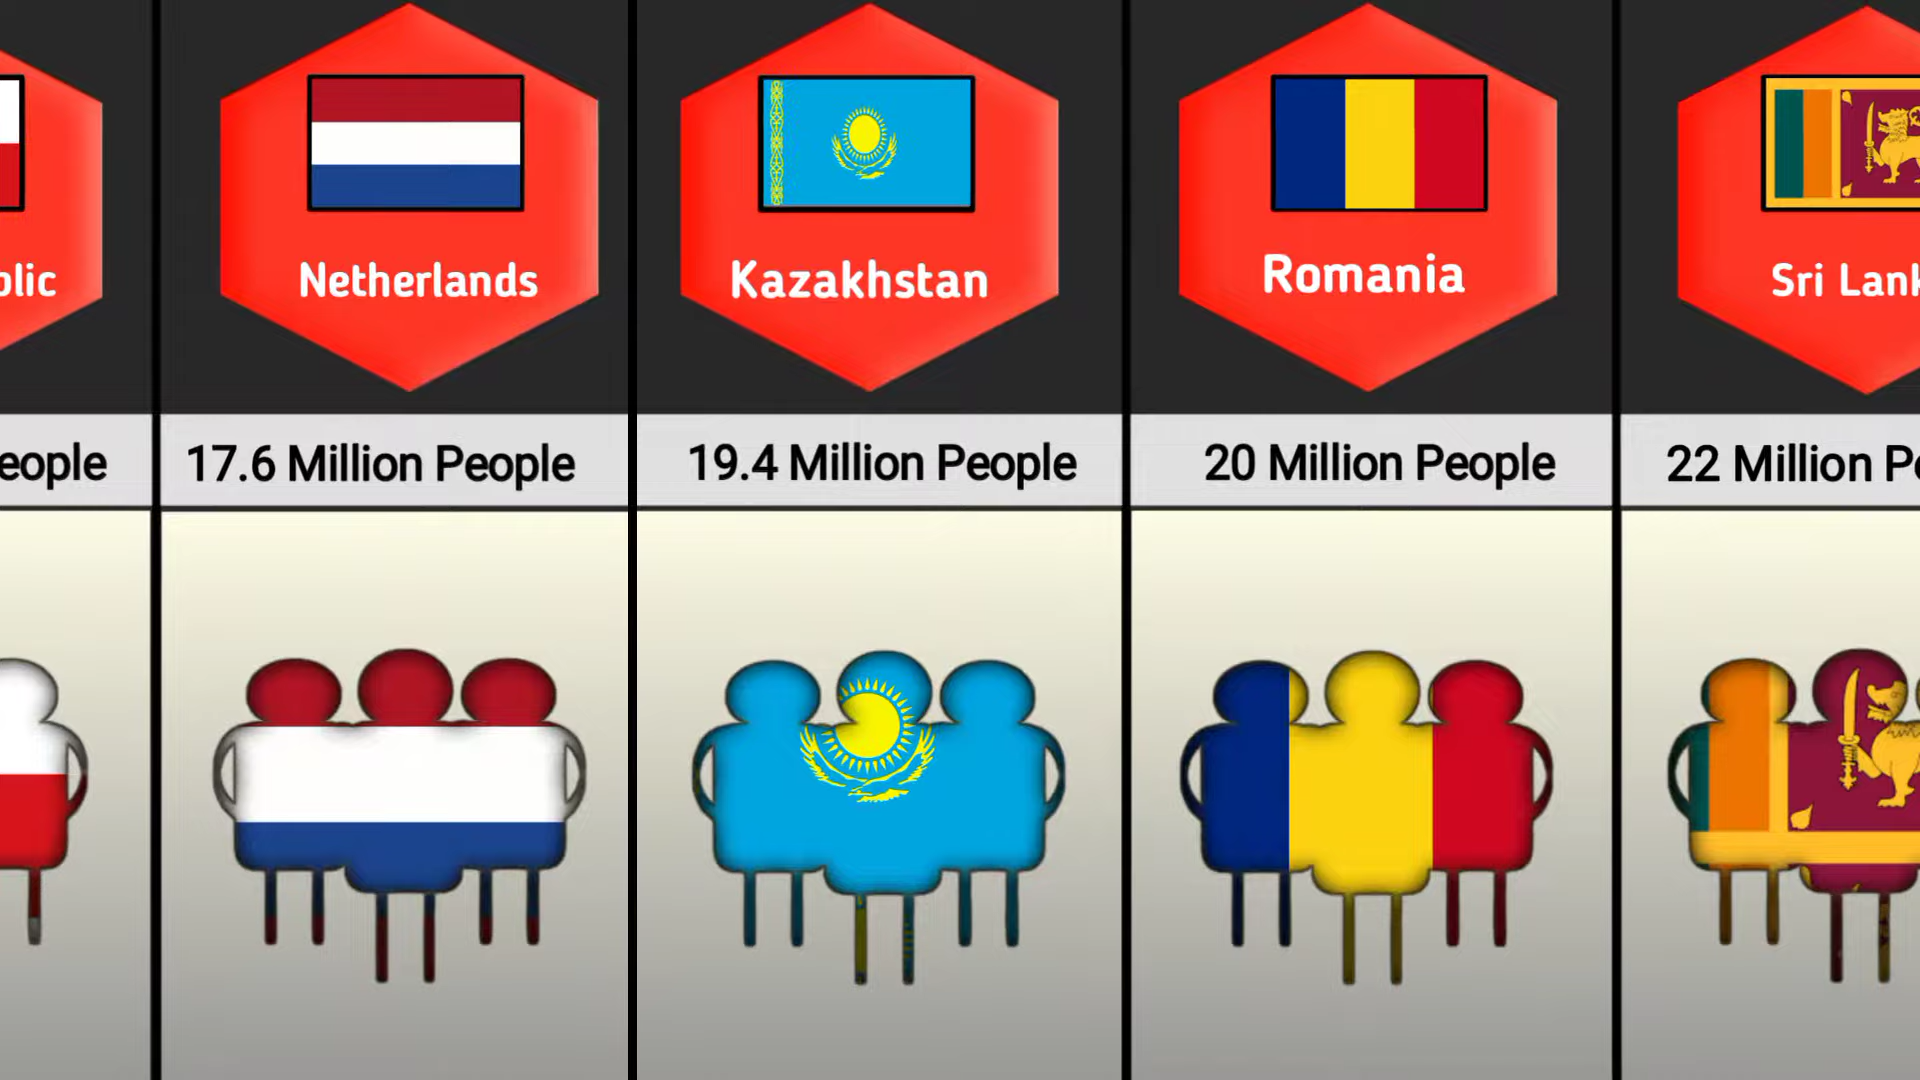 blic
Netherlands
Kazakhstan
Romania
Sri Lank
eople
17.6 Million People
19.4 Million People
20 Million People
22 Million Pe